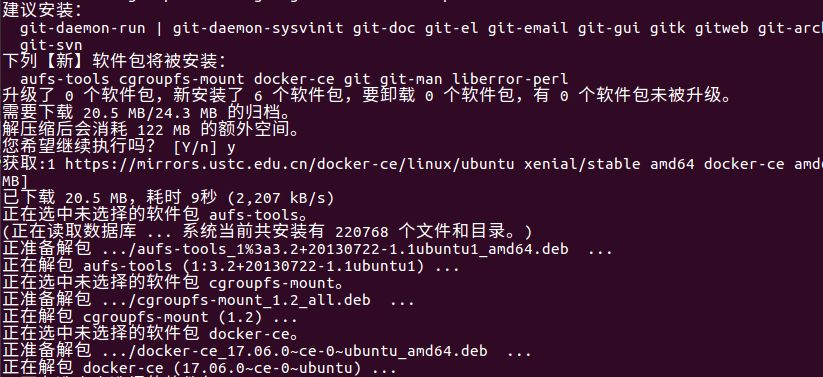 建议安装：
git-daemon-run | git-daemon-sysvinit git-doc git-el git-email git-gui gitk gitweb git-arch
git-svn
下列【新】软件包将被安装：
aufs-tools cgroupfs-mount docker-ce git git-man liberror-perl
升级了 0 个软件包，新安装了 6 个软件包，要卸载 0 个软件包，有 0 个软件包未被升级。
需要下载 20.5 MB/24.3 MB 的归档。
解压缩后会消耗 122 MB 的额外空间。
您希望继续执行吗？ [Y/n] y
获取:1 https://mirrors.ustc.edu.cn/docker-ce/linux/ubuntu xenial/stable amd64 docker-ce amd
MB]
已下载 20.5 MB，耗时 9秒 (2,207 kB/s)
正在选中未选择的软件包 aufs-tools。
(正在读取数据库 ... 系统当前共安装有 220768 个文件和目录。)
正准备解包 .../aufs-tools_1%3a3.2+20130722-1.1ubuntu1_amd64.deb ...
正在解包 aufs-tools (1:3.2+20130722-1.1ubuntu1) ...
正在选中未选择的软件包 cgroupfs-mount。
正准备解包 .../cgroupfs-mount_1.2_all.deb ...
正在解包 cgroupfs-mount (1.2) ...
正在选中未选择的软件包 docker-ce。
正准备解包 .../docker-ce_17.06.0~ce-0~ubuntu_amd64.deb ...
正在解包 docker-ce (17.06.0~ce-0~ubuntu) ...